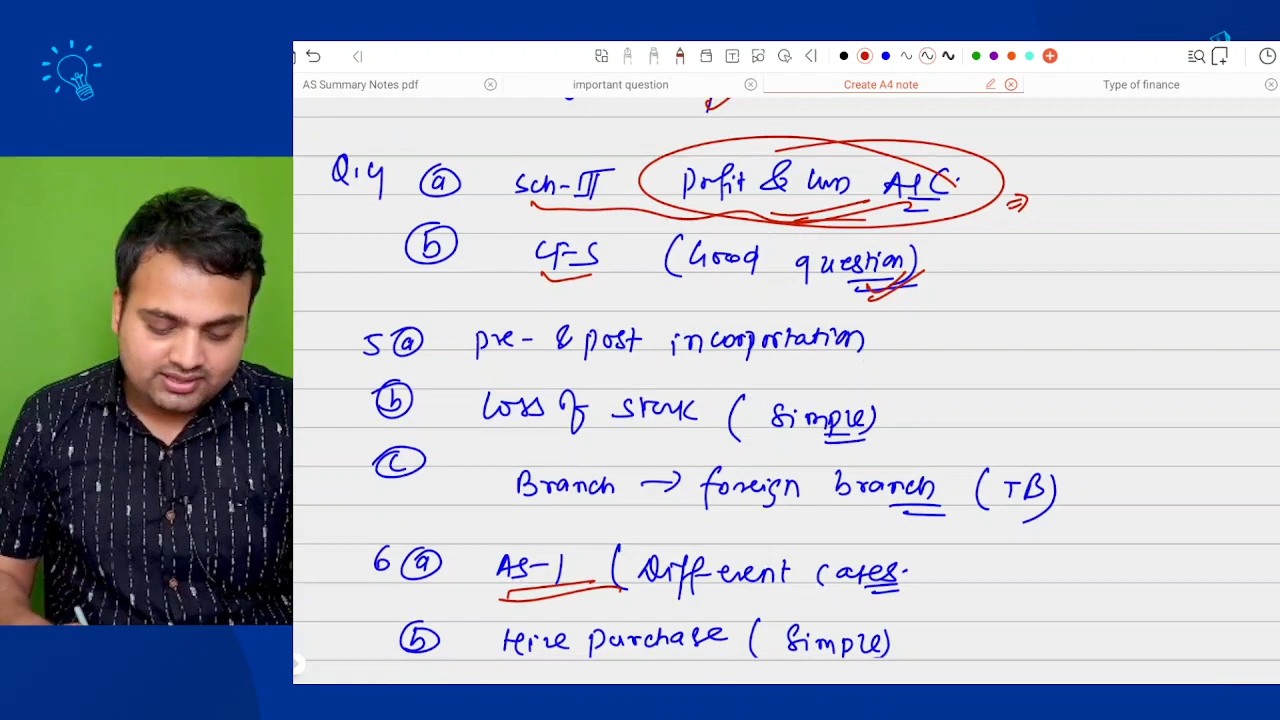 AS Summary Notes pdf
important question
Create A4 note
Type of finance
Q.4 (a) Sch-III Profit & Loss A/C.
(b) CFS (Good question)
5 (a) pre- & post incorportation
(b) Loss of stock (Simple)
(c) Branch → foreign branch (TB)
6 (a) AS-1 (Different cases.
(b) Hire purchase (Simple)